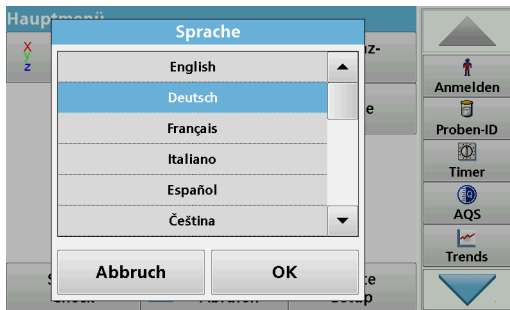 Hauptmenü
Sprache
X
y
z
English
Deutsch
Français
Italiano
Español
Čeština
Abbruch
OK
Anmelden
Proben-ID
Timer
AQS
Trends